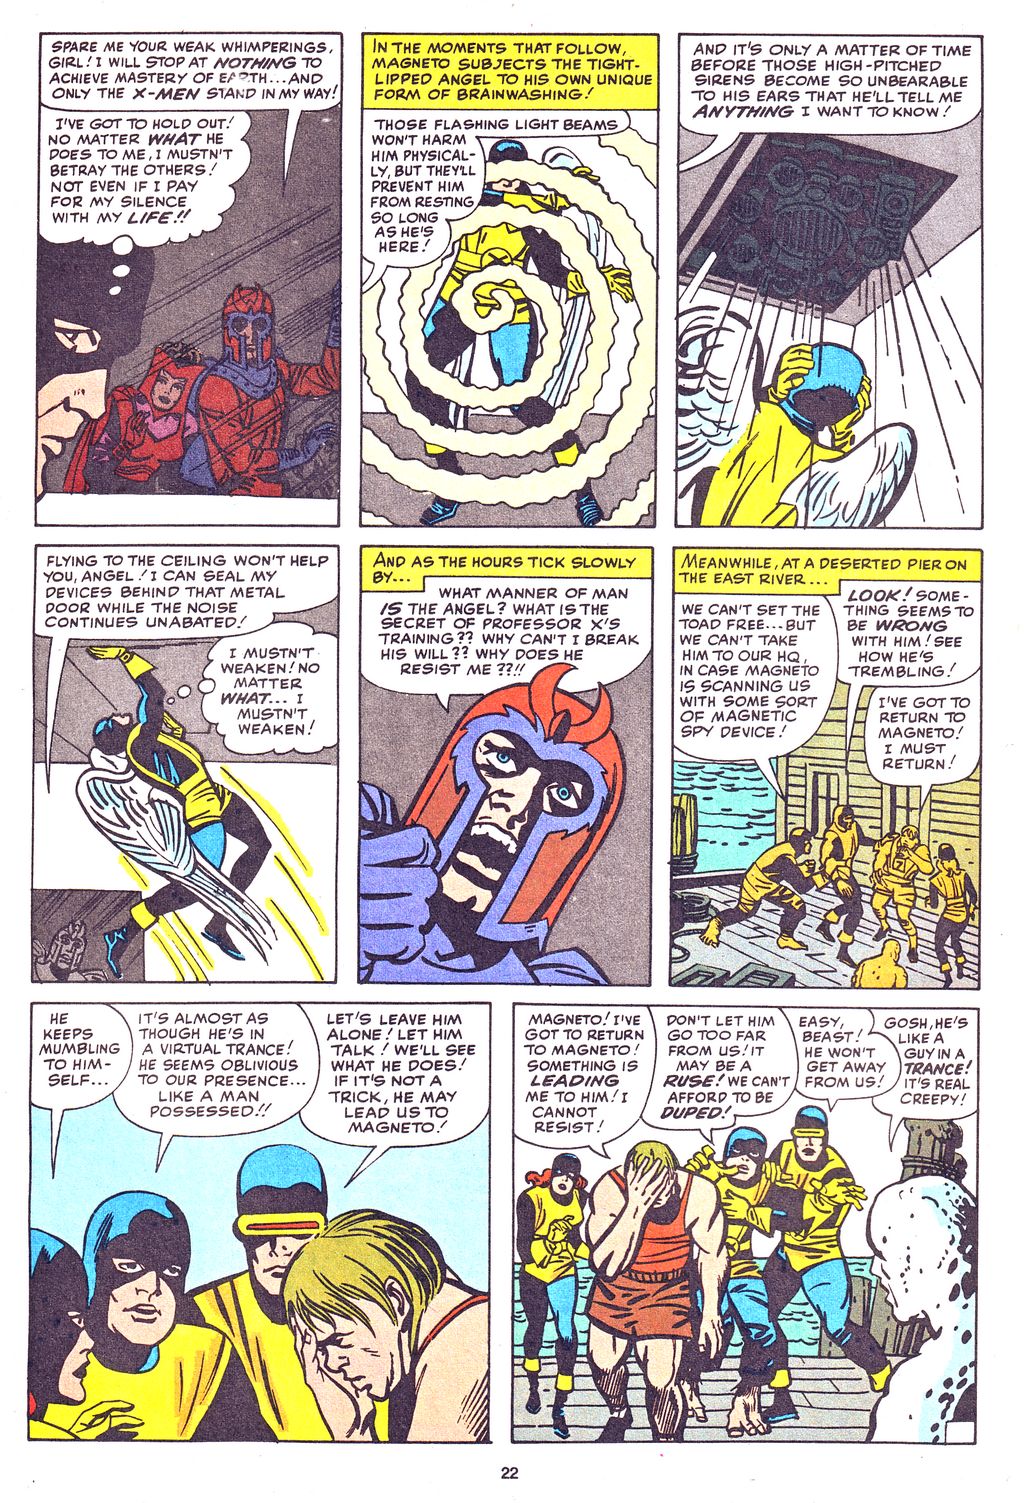 SPARE ME YOUR WEAK WHIMPERINGS,
GIRL! I WILL STOP AT NOTHING TO
ACHIEVE MASTERY OF EARTH...AND
ONLY THE X-MEN STAND IN MY WAY!
I'VE GOT TO HOLD OUT!
NO MATTER WHAT HE
DOES TO ME, I MUSTN'T
BETRAY THE OTHERS!
NOT EVEN IF I PAY
FOR MY SILENCE
WITH MY LIFE!!
IN THE MOMENTS THAT FOLLOW,
MAGNETO SUBJECTS THE TIGHT-
LIPPED ANGEL TO HIS OWN UNIQUE
FORM OF BRAINWASHING!
THOSE FLASHING LIGHT BEAMS
WON'T HARM
HIM PHYSICAL-
LY, BUT THEY'LL
PREVENT HIM
FROM RESTING
SO LONG
AS HE'S
HERE!
AND IT'S ONLY A MATTER OF TIME
BEFORE THOSE HIGH-PITCHED
SIRENS BECOME SO UNBEARABLE
TO HIS EARS THAT HE'LL TELL ME
ANYTHING I WANT TO KNOW!
FLYING TO THE CEILING WON'T HELP
YOU, ANGEL! I CAN SEAL MY
DEVICES BEHIND THAT METAL
DOOR WHILE THE NOISE
CONTINUES UNABATED!
I MUSTN'T
WEAKEN! NO
MATTER
WHAT... I
MUSTN'T
WEAKEN!
AND AS THE HOURS TICK SLOWLY
BY...
WHAT MANNER OF MAN
IS THE ANGEL? WHAT IS THE
SECRET OF PROFESSOR X'S
TRAINING?? WHY CAN'T I BREAK
HIS WILL?? WHY DOES HE
RESIST ME??!!
MEANWHILE, AT A DESERTED PIER ON
THE EAST RIVER...
WE CAN'T SET THE
TOAD FREE...BUT
WE CAN'T TAKE
HIM TO OUR HQ,
IN CASE MAGNETO
IS SCANNING US
WITH SOME SORT
OF MAGNETIC
SPY DEVICE!
LOOK! SOME-
THING SEEMS TO
BE WRONG
WITH HIM! SEE
HOW HE'S
TREMBLING!
I'VE GOT TO
RETURN TO
MAGNETO!
I MUST
RETURN!
HE
KEEPS
MUMBLING
TO HIM-
SELF...
IT'S ALMOST AS
THOUGH HE'S IN
A VIRTUAL TRANCE!
HE SEEMS OBLIVIOUS
TO OUR PRESENCE...
LIKE A MAN
POSSESSED!!
LET'S LEAVE HIM
ALONE! LET HIM
TALK! WE'LL SEE
WHAT HE DOES!
IF IT'S NOT A
TRICK, HE MAY
LEAD US TO
MAGNETO!
MAGNETO! I'VE
GOT TO RETURN
TO MAGNETO!
SOMETHING IS
LEADING
ME TO HIM! I
CANNOT
RESIST!
DON'T LET HIM
GO TOO FAR
FROM US! IT
MAY BE A
RUSE! WE CAN'T
AFFORD TO BE
DUPED!
EASY,
BEAST!
HE WON'T
GET AWAY
FROM US!
GOSH, HE'S
LIKE A
GUY IN A
TRANCE!
IT'S REAL
CREEPY!
22